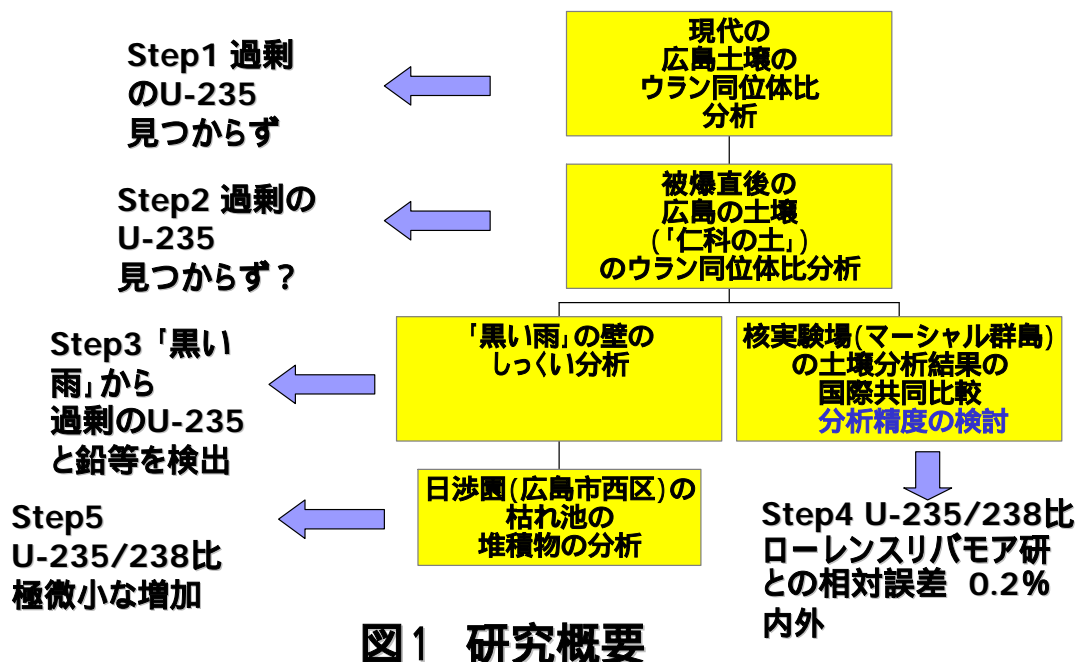 現代の
広島土壌の
ウラン同位体比
分析
Step1 過剰
のU-235
見つからず
被爆直後の
広島の土壌
(「仁科の土」)
のウラン同位体比分析
Step2 過剰の
U-235
見つからず？
「黒い雨」の壁の
しっくい分析
Step3 「黒い
雨」から
過剰のU-235
と鉛等を検出
核実験場(マーシャル群島)
の土壌分析結果の
国際共同比較
分析精度の検討
Step4 U-235/238比
ローレンスリバモア研
との相対誤差 0.2%
内外
日渉園(広島市西区)の
枯れ池の
堆積物の分析
Step5
U-235/238比
極微小な増加
図1 研究概要